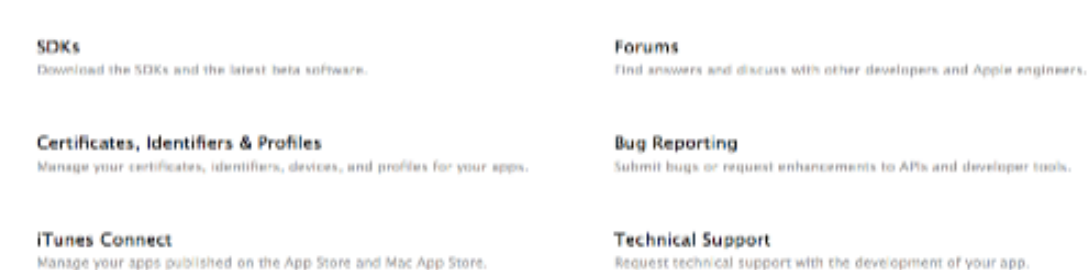 SDKs
Download the SDKs and the latest beta software.
Certificates, Identifiers & Profiles
Manage your certificates, identifiers, devices, and profiles for your apps.
iTunes Connect
Manage your apps published on the App Store and Mac App Store.
Forums
Find answers and discuss with other developers and Apple engineers.
Bug Reporting
Submit bugs or request enhancements to APIs and developer tools.
Technical Support
Request technical support with the development of your app.